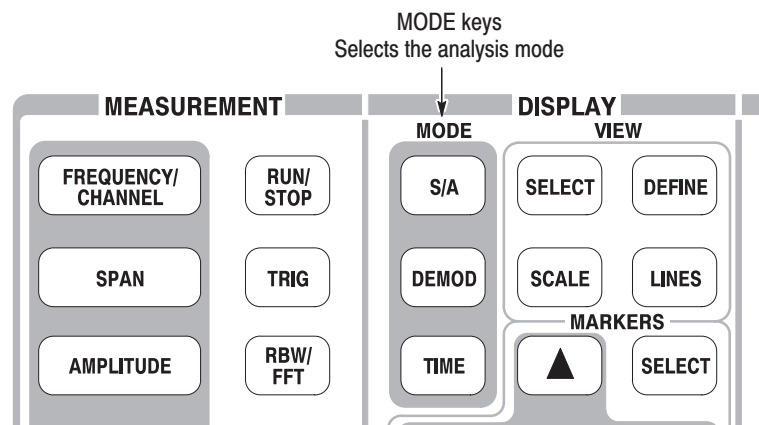 MODE keys
Selects the analysis mode
MEASUREMENT
DISPLAY
MODE
VIEW
FREQUENCY/
CHANNEL
RUN/
STOP
S/A
SELECT
DEFINE
SPAN
TRIG
DEMOD
SCALE
LINES
MARKERS
AMPLITUDE
RBW/
FFT
TIME
SELECT